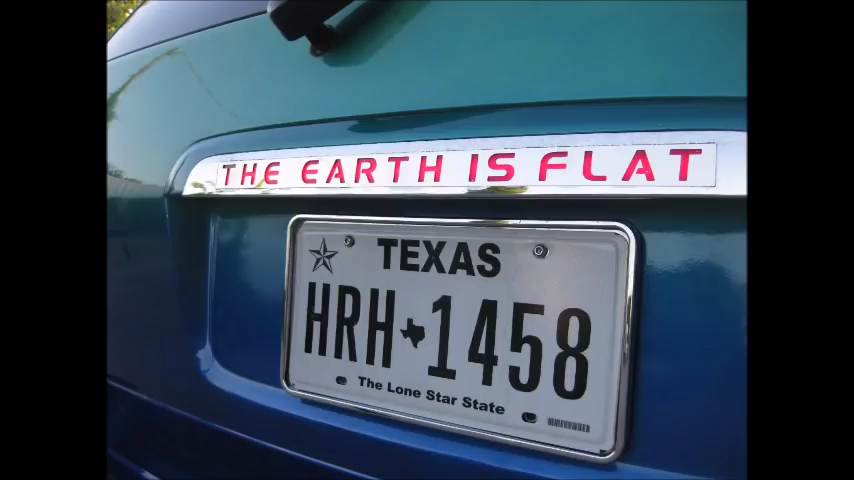 THE EARTH IS FLAT
TEXAS
HRH 1458
The Lone Star State